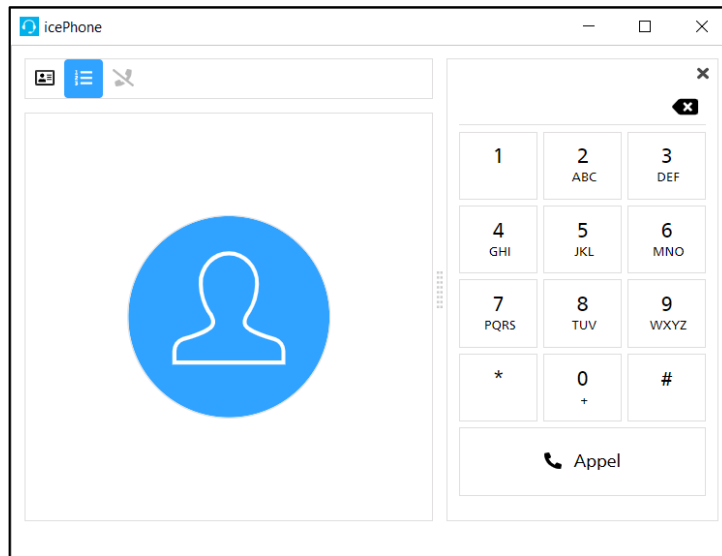 icePhone
1
2
ABC
3
DEF
4
GHI
5
JKL
6
MNO
7
PQRS
8
TUV
9
WXYZ
*
0
+
#
Appel